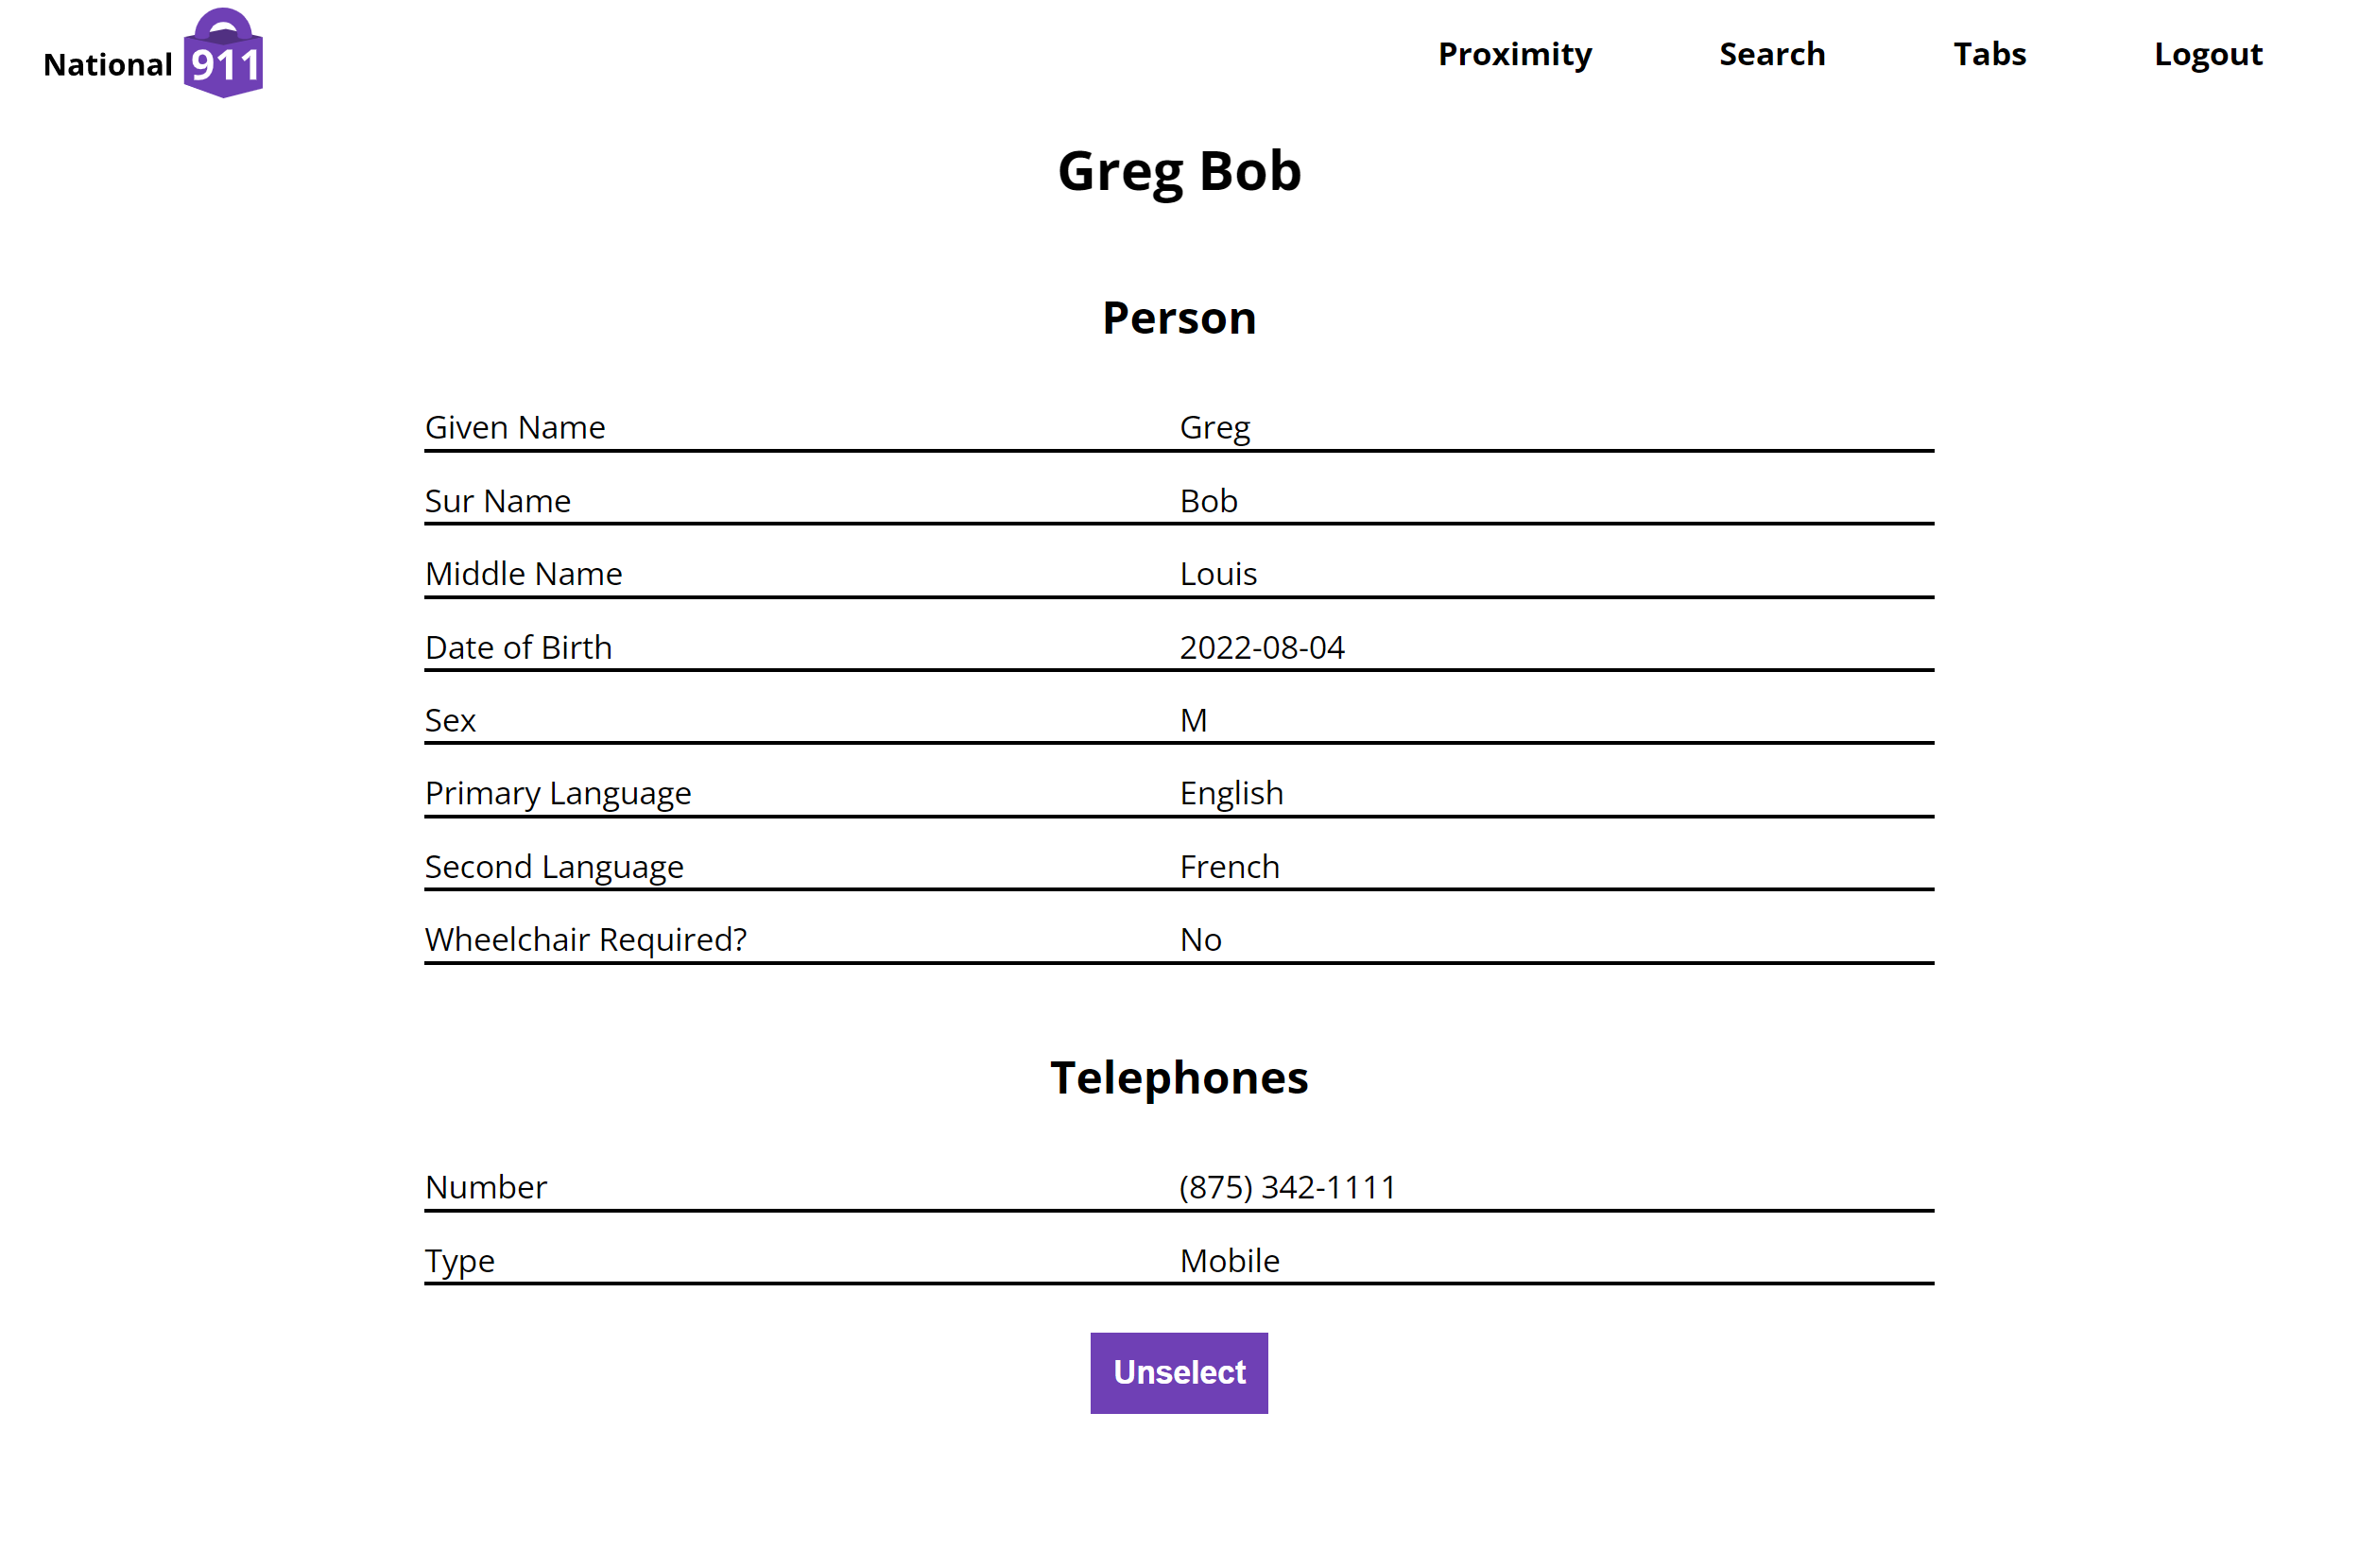 National 911 Proximity Search Tabs Logout
Greg Bob
Person
Given Name Greg
Sur Name Bob
Middle Name Louis
Date of Birth 2022-08-04
Sex M
Primary Language English
Second Language French
Wheelchair Required? No
Telephones
Number (875) 342-1111
Type Mobile
Unselect